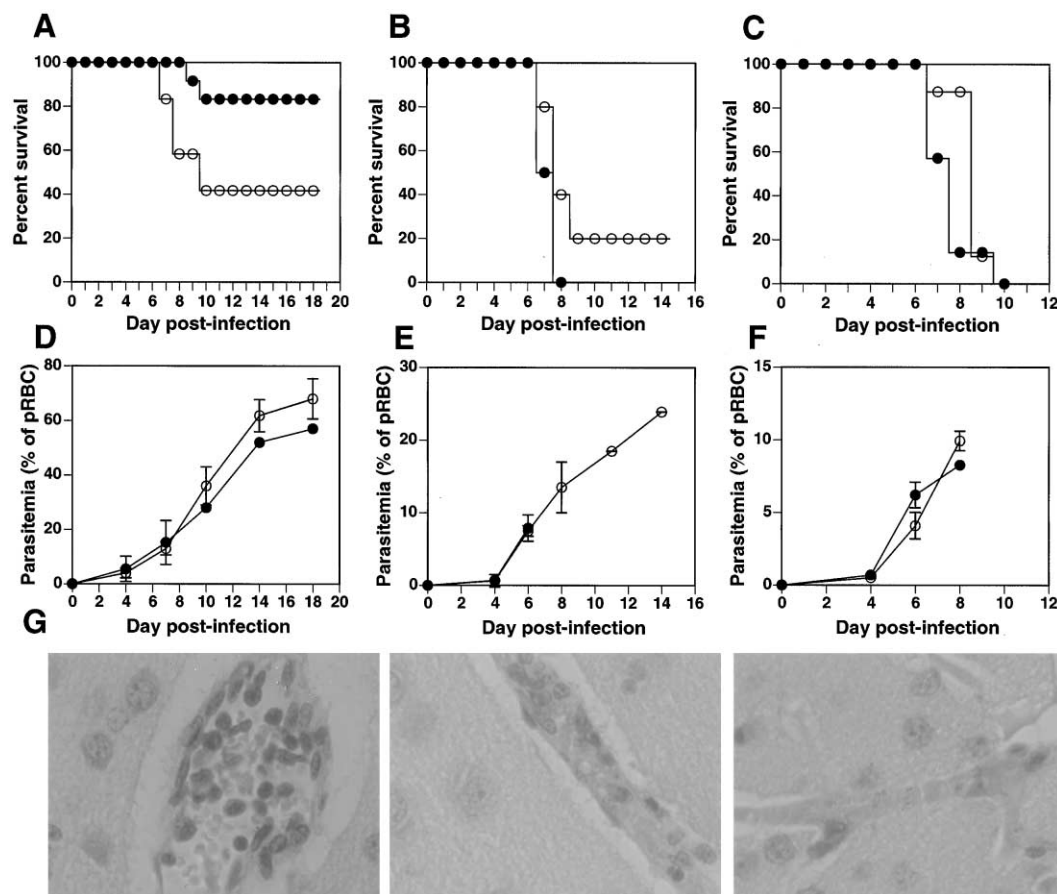 A
B
C
Percent survival
100
80
60
40
20
0
0 2 4 6 8 10 12 14 16 18 20
Day post-infection
Percent survival
100
80
60
40
20
0
0 2 4 6 8 10 12 14 16
Day post-infection
Percent survival
100
80
60
40
20
0
0 2 4 6 8 10 12
Day post-infection
D
E
F
Parasitemia (% of pRBC)
80
60
40
20
0
0 2 4 6 8 10 12 14 16 18 20
Day post-infection
Parasitemia (% of pRBC)
30
20
10
0
0 2 4 6 8 10 12 14 16
Day post-infection
Parasitemia (% of pRBC)
15
10
5
0
0 2 4 6 8 10 12
Day post-infection
G